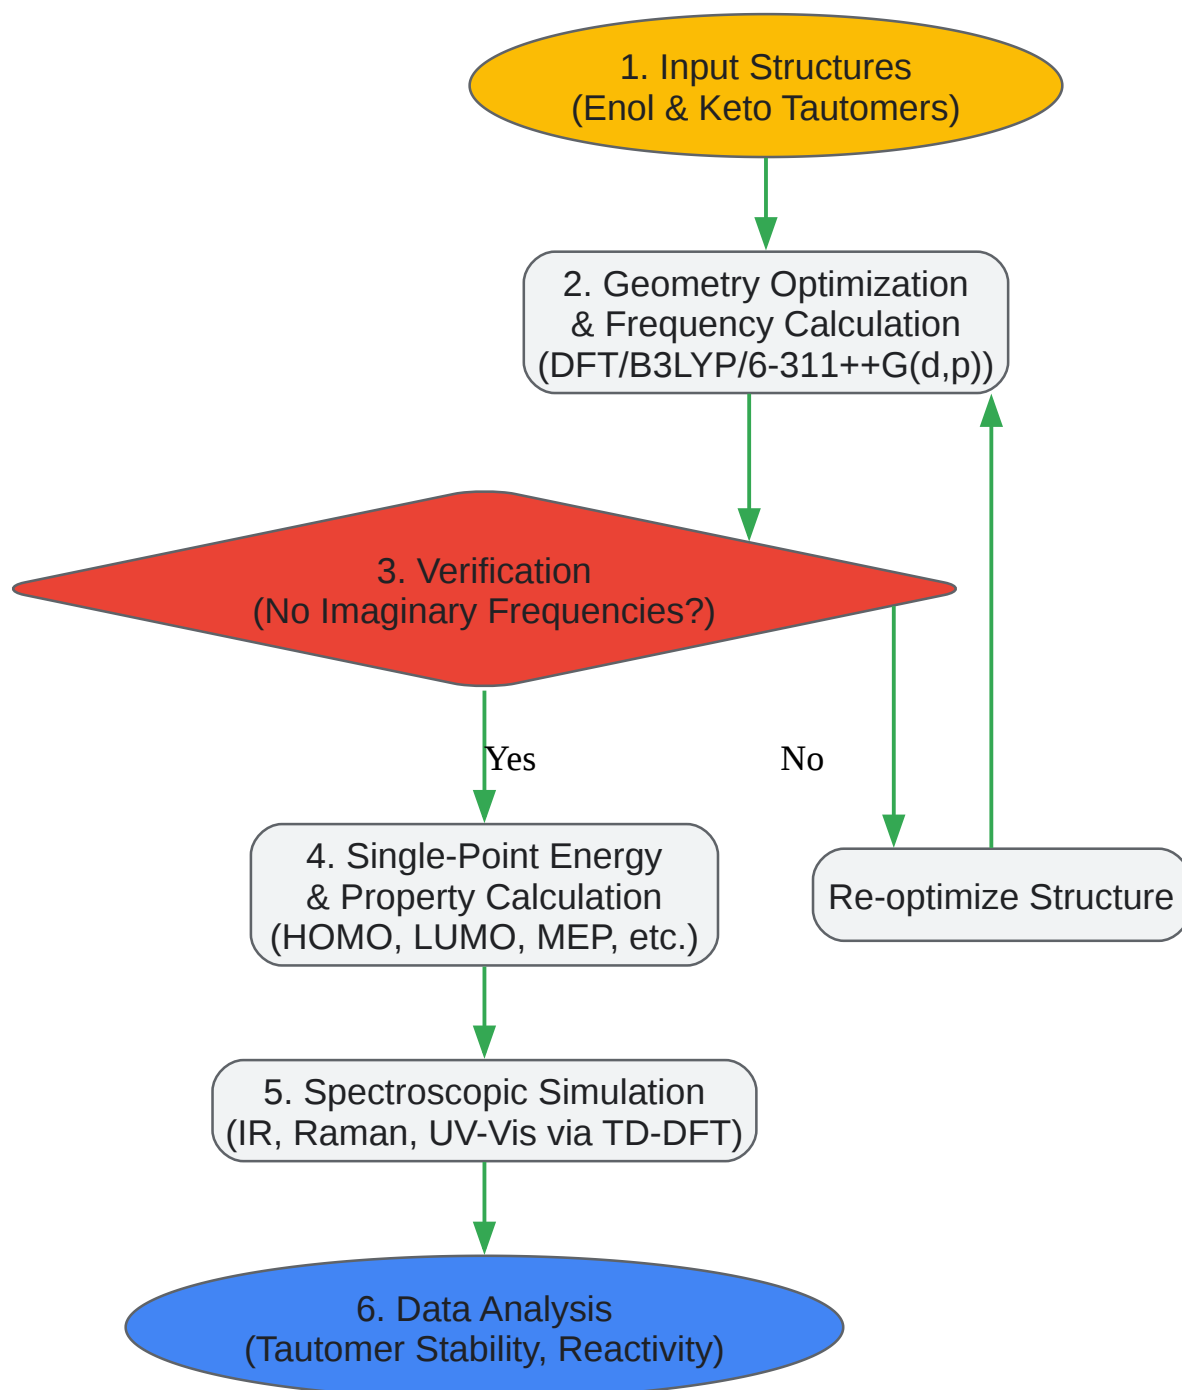 1. Input Structures
(Enol & Keto Tautomers)
2. Geometry Optimization
& Frequency Calculation
(DFT/B3LYP/6-311++G(d,p))
3. Verification
(No Imaginary Frequencies?)
Yes
No
4. Single-Point Energy
& Property Calculation
(HOMO, LUMO, MEP, etc.)
Re-optimize Structure
5. Spectroscopic Simulation
(IR, Raman, UV-Vis via TD-DFT)
6. Data Analysis
(Tautomer Stability, Reactivity)